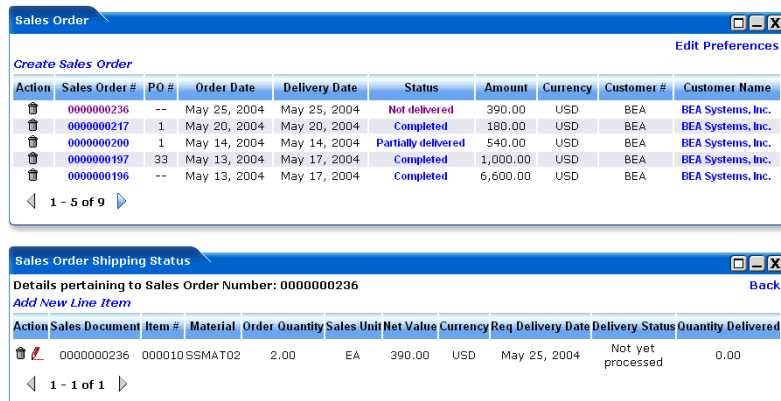 Sales Order
Edit Preferences
Create Sales Order
Action Sales Order # PO # Order Date Delivery Date Status Amount Currency Customer # Customer Name
0000000236 -- May 25, 2004 May 25, 2004 Not delivered 390.00 USD BEA BEA Systems, Inc.
0000000217 1 May 20, 2004 May 20, 2004 Completed 180.00 USD BEA BEA Systems, Inc.
0000000200 1 May 14, 2004 May 14, 2004 Partially delivered 540.00 USD BEA BEA Systems, Inc.
0000000197 33 May 13, 2004 May 17, 2004 Completed 1,000.00 USD BEA BEA Systems, Inc.
0000000196 -- May 13, 2004 May 17, 2004 Completed 6,600.00 USD BEA BEA Systems, Inc.
1 - 5 of 9
Sales Order Shipping Status
Details pertaining to Sales Order Number: 0000000236 Back
Add New Line Item
Action Sales Document Item # Material Order Quantity Sales Unit Net Value Currency Req Delivery Date Delivery Status Quantity Delivered
0000000236 000010 SSMAT02 2.00 EA 390.00 USD May 25, 2004 Not yet processed 0.00
1 - 1 of 1